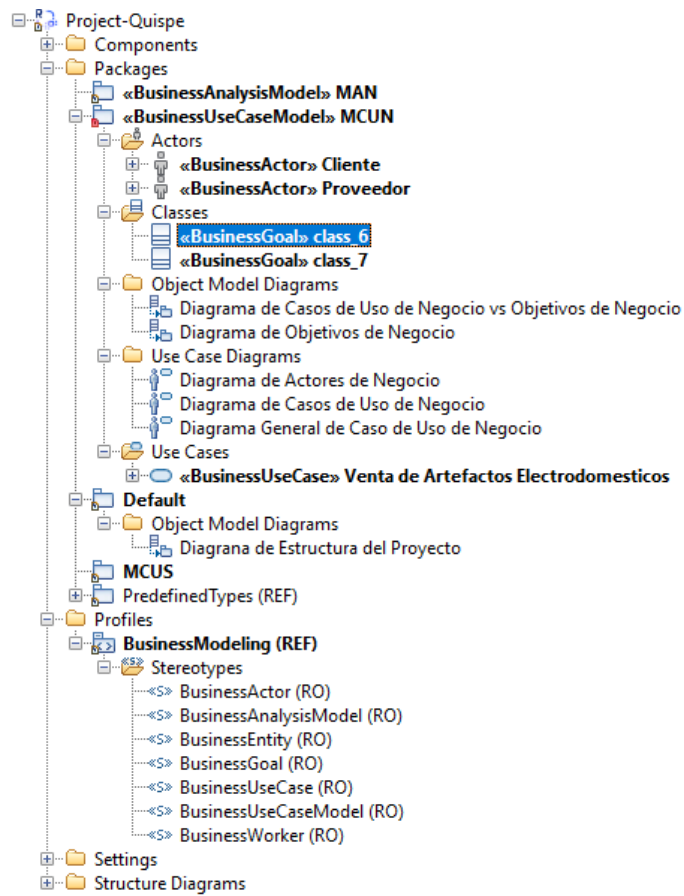 Project-Quispe
Components
Packages
«BusinessAnalysisModel» MAN
«BusinessUseCaseModel» MCUN
Actors
«BusinessActor» Cliente
«BusinessActor» Proveedor
Classes
«BusinessGoal» class_6
«BusinessGoal» class_7
Object Model Diagrams
Diagrama de Casos de Uso de Negocio vs Objetivos de Negocio
Diagrama de Objetivos de Negocio
Use Case Diagrams
Diagrama de Actores de Negocio
Diagrama de Casos de Uso de Negocio
Diagrama General de Caso de Uso de Negocio
Use Cases
«BusinessUseCase» Venta de Artefactos Electrodomesticos
Default
Object Model Diagrams
Diagrana de Estructura del Proyecto
MCUS
PredefinedTypes (REF)
Profiles
BusinessModeling (REF)
Stereotypes
«S» BusinessActor (RO)
«S» BusinessAnalysisModel (RO)
«S» BusinessEntity (RO)
«S» BusinessGoal (RO)
«S» BusinessUseCase (RO)
«S» BusinessUseCaseModel (RO)
«S» BusinessWorker (RO)
Settings
Structure Diagrams